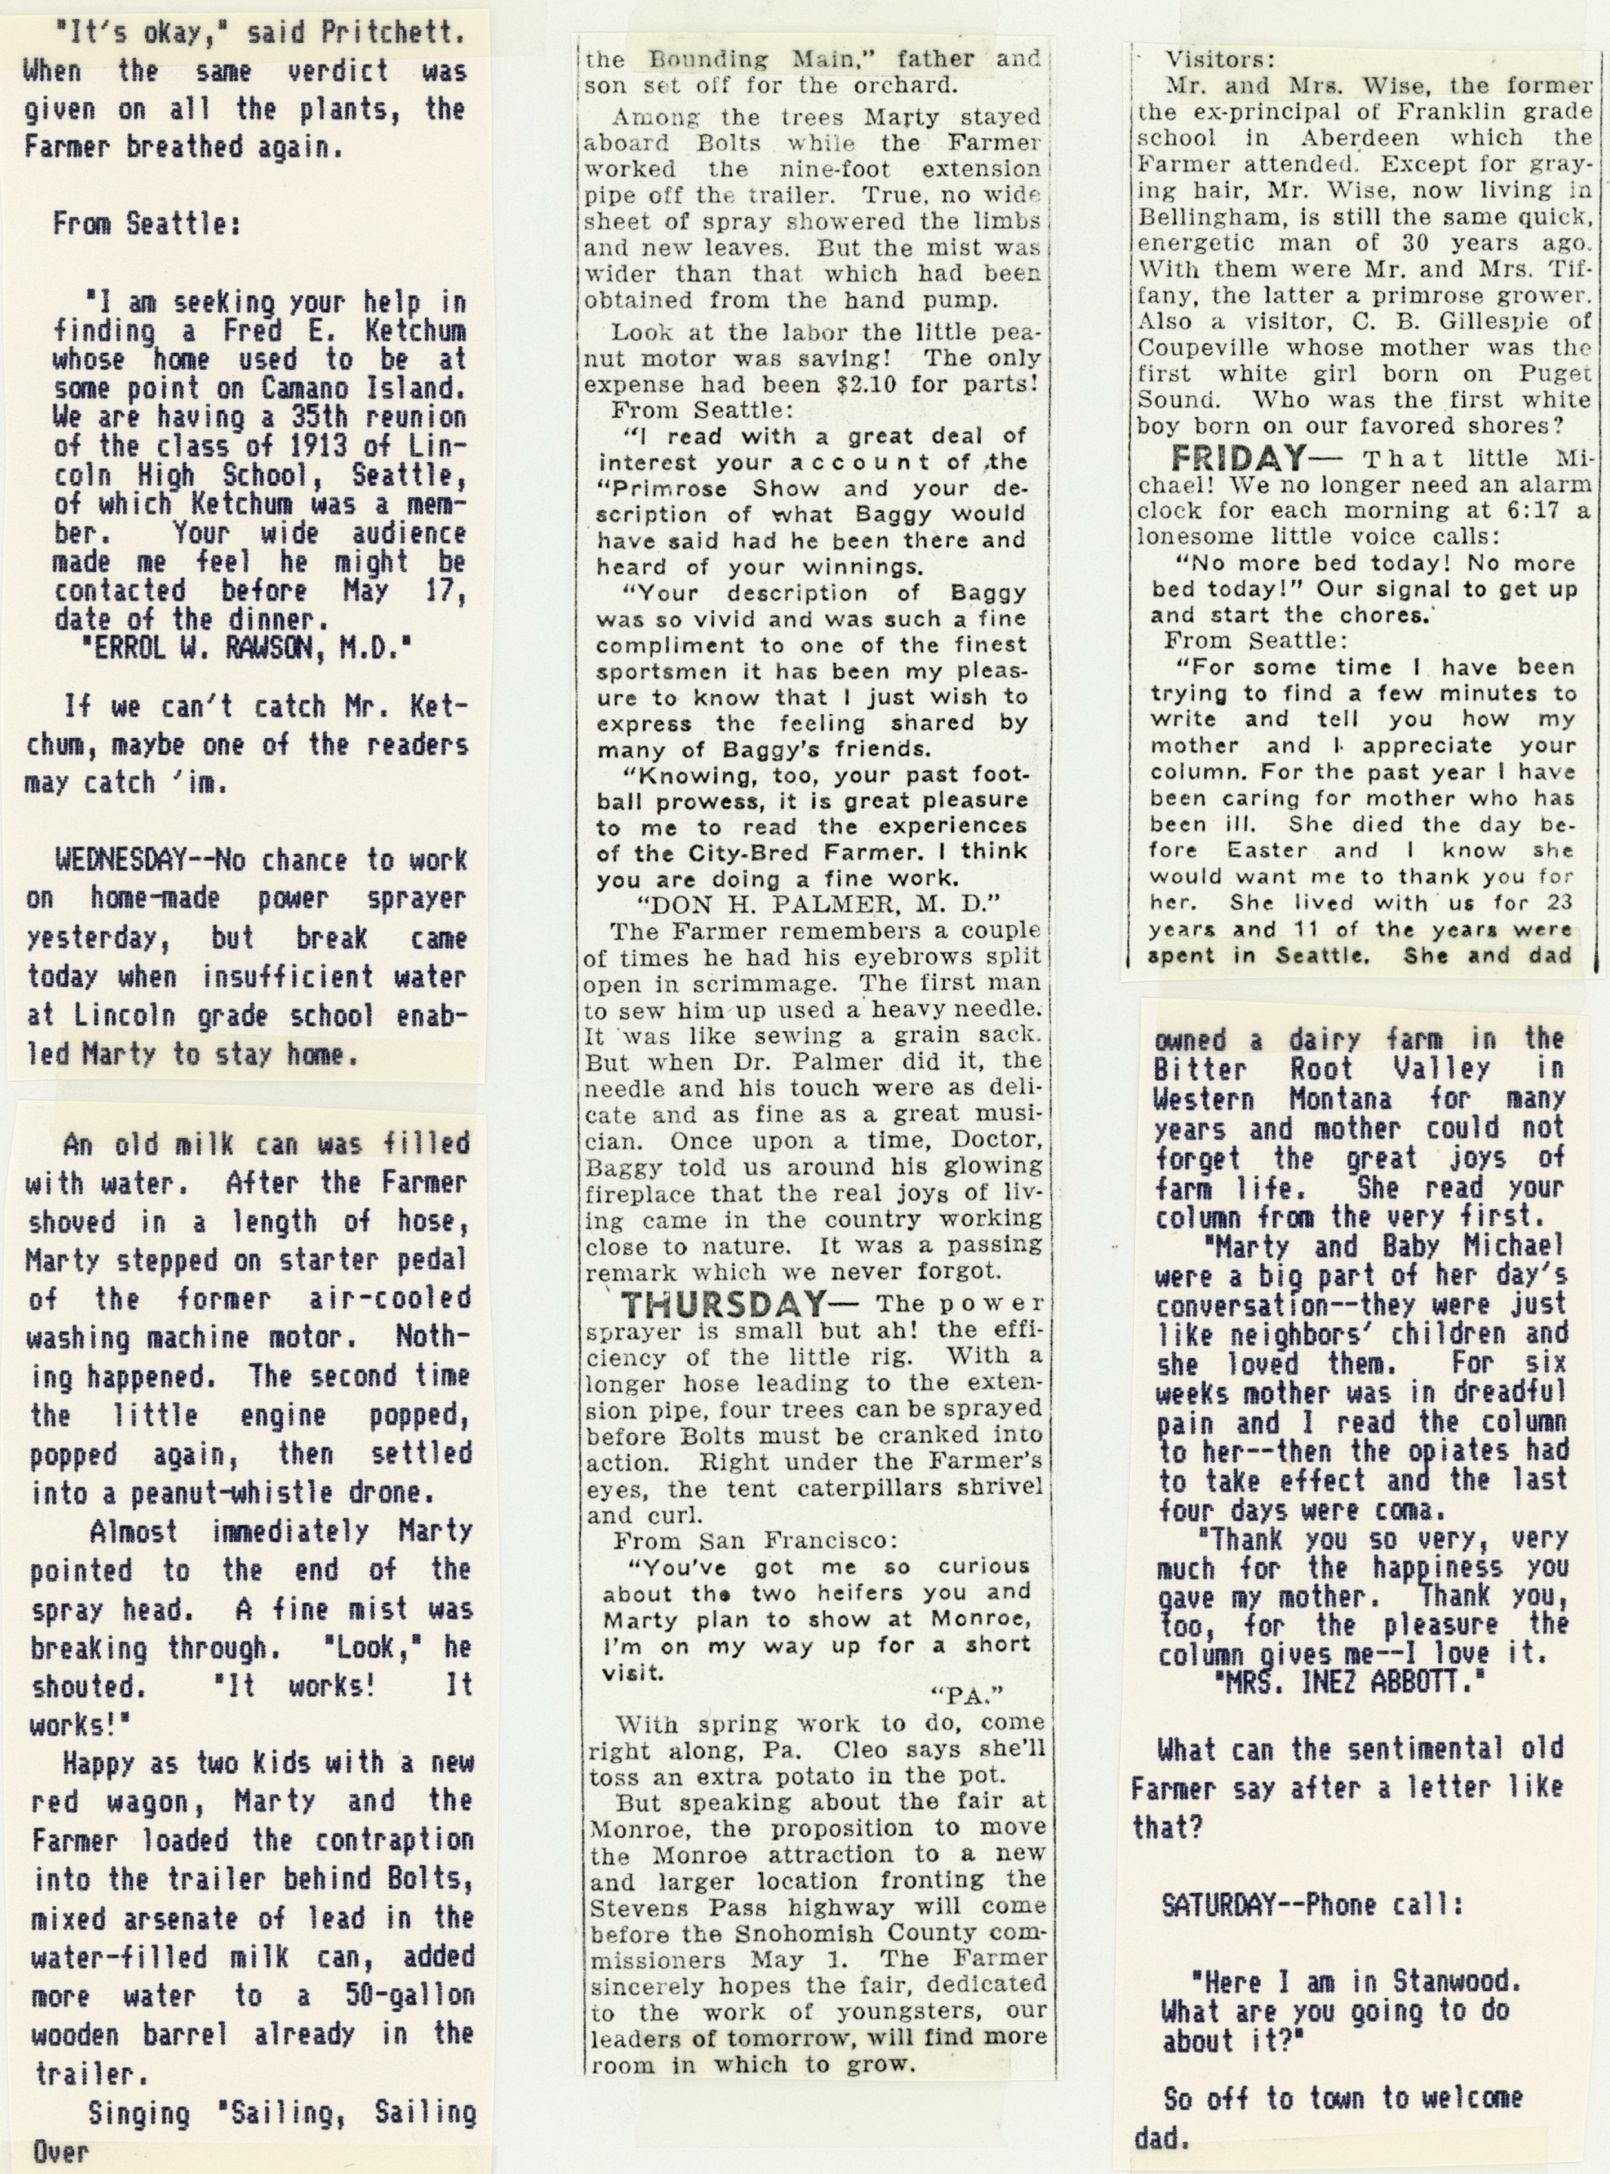 "It's okay," said Pritchett.
When the same verdict was
given on all the plants, the
Farmer breathed again.
From Seattle:
"I am seeking your help in
finding a Fred E. Ketchum
whose home used to be at
some point on Camano Island.
We are having a 35th reunion
of the class of 1913 of Lin-
coln High School, Seattle,
of which Ketchum was a mem-
ber. Your wide audience
made me feel he might be
contacted before May 17,
date of the dinner.
"ERROL W. RAWSON, M.D."
If we can't catch Mr. Ket-
chum, maybe one of the readers
may catch 'im.
WEDNESDAY--No chance to work
on home-made power sprayer
yesterday, but break came
today when insufficient water
at Lincoln grade school enab-
led Marty to stay home.
An old milk can was filled
with water. After the Farmer
shoved in a length of hose,
Marty stepped on starter pedal
of the former air-cooled
washing machine motor. Noth-
ing happened. The second time
the little engine popped,
popped again, then settled
into a peanut-whistle drone.
Almost immediately Marty
pointed to the end of the
spray head. A fine mist was
breaking through. "Look," he
shouted. "It works! It
works!"
Happy as two kids with a new
red wagon, Marty and the
Farmer loaded the contraption
into the trailer behind Bolts,
mixed arsenate of lead in the
water-filled milk can, added
more water to a 50-gallon
wooden barrel already in the
trailer.
Singing "Sailing, Sailing
Over
the Bounding Main," father and
son set off for the orchard.
Among the trees Marty stayed
aboard Bolts while the Farmer
worked the nine-foot extension
pipe off the trailer. True, no wide
sheet of spray showered the limbs
and new leaves. But the mist was
wider than that which had been
obtained from the hand pump.
Look at the labor the little pea-
nut motor was saving! The only
expense had been $2.10 for parts!
From Seattle:
"I read with a great deal of
interest your account of the
"Primrose Show and your de-
scription of what Baggy would
have said had he been there and
heard of your winnings.
"Your description of Baggy
was so vivid and was such a fine
compliment to one of the finest
sportsmen it has been my pleas-
ure to know that I just wish to
express the feeling shared by
many of Baggy's friends.
"Knowing, too, your past foot-
ball prowess, it is great pleasure
to me to read the experiences
of the City-Bred Farmer. I think
you are doing a fine work.
"DON H. PALMER, M. D."
The Farmer remembers a couple
of times he had his eyebrows split
open in scrimmage. The first man
to sew him up used a heavy needle.
It was like sewing a grain sack.
But when Dr. Palmer did it, the
needle and his touch were as deli-
cate and as fine as a great musi-
cian. Once upon a time, Doctor,
Baggy told us around his glowing
fireplace that the real joys of liv-
ing came in the country working
close to nature. It was a passing
remark which we never forgot.
THURSDAY— The power
sprayer is small but ah! the effi-
ciency of the little rig. With a
longer hose leading to the exten-
sion pipe, four trees can be sprayed
before Bolts must be cranked into
action. Right under the Farmer's
eyes, the tent caterpillars shrivel
and curl.
From San Francisco:
"You've got me so curious
about the two heifers you and
Marty plan to show at Monroe,
I'm on my way up for a short
visit.
"PA."
With spring work to do, come
right along, Pa. Cleo says she'll
toss an extra potato in the pot.
But speaking about the fair at
Monroe, the proposition to move
the Monroe attraction to a new
and larger location fronting the
Stevens Pass highway will come
before the Snohomish County com-
missioners May 1. The Farmer
sincerely hopes the fair, dedicated
to the work of youngsters, our
leaders of tomorrow, will find more
room in which to grow.
Visitors:
Mr. and Mrs. Wise, the former
the ex-principal of Franklin grade
school in Aberdeen which the
Farmer attended. Except for gray-
ing hair, Mr. Wise, now living in
Bellingham, is still the same quick,
energetic man of 30 years ago.
With them were Mr. and Mrs. Tif-
fany, the latter a primrose grower.
Also a visitor, C. B. Gillespie of
Coupeville whose mother was the
first white girl born on Puget
Sound. Who was the first white
boy born on our favored shores?
FRIDAY— That little Mi-
chael! We no longer need an alarm
clock for each morning at 6:17 a
lonesome little voice calls:
"No more bed today! No more
bed today!" Our signal to get up
and start the chores.
From Seattle:
"For some time I have been
trying to find a few minutes to
write and tell you how my
mother and I appreciate your
column. For the past year I have
been caring for mother who has
been ill. She died the day be-
fore Easter and I know she
would want me to thank you for
her. She lived with us for 23
years and 11 of the years were
spent in Seattle. She and dad
owned a dairy farm in the
Bitter Root Valley in
Western Montana for many
years and mother could not
forget the great joys of
farm life. She read your
column from the very first.
"Marty and Baby Michael
were a big part of her day's
conversation--they were just
like neighbors' children and
she loved them. For six
weeks mother was in dreadful
pain and I read the column
to her--then the opiates had
to take effect and the last
four days were coma.
"Thank you so very, very
much for the happiness you
gave my mother. Thank you,
too, for the pleasure the
column gives me--I love it.
"MRS. INEZ ABBOTT."
What can the sentimental old
Farmer say after a letter like
that?
SATURDAY--Phone call:
"Here I am in Stanwood.
What are you going to do
about it?"
So off to town to welcome
dad.